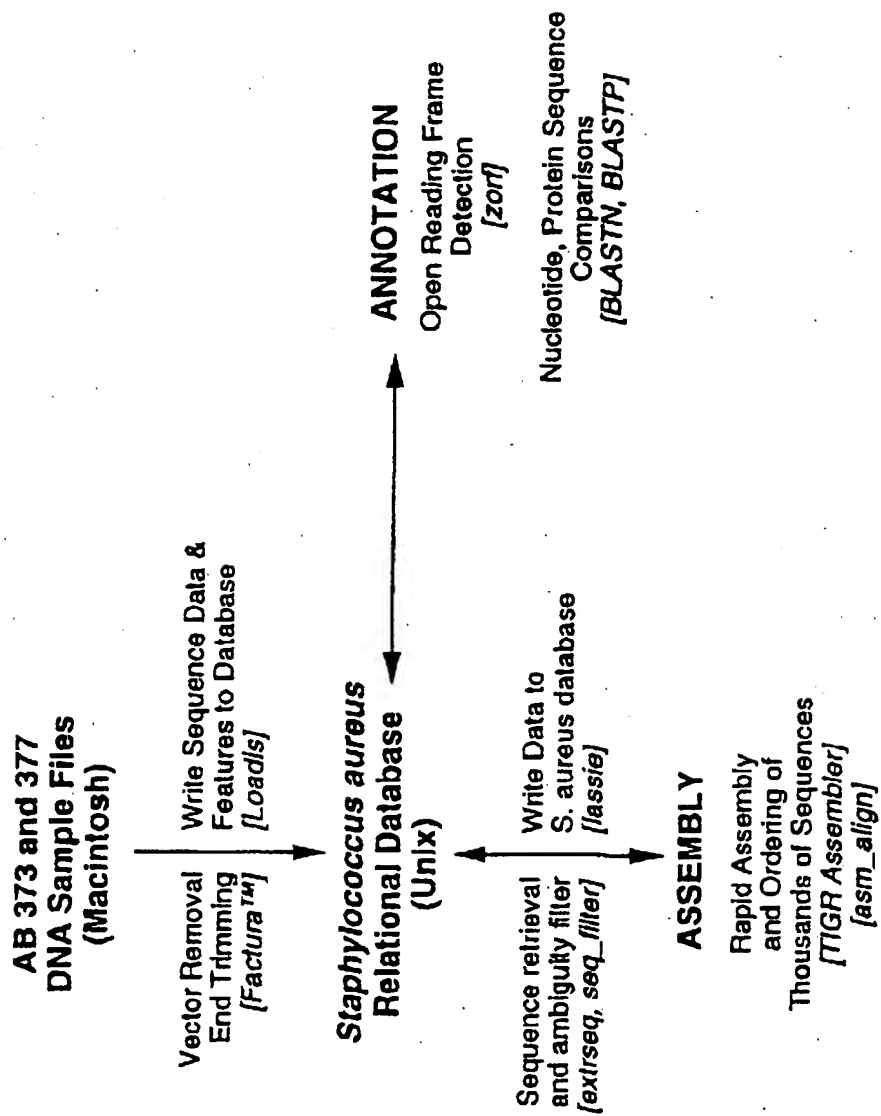 AB 373 and 377
DNA Sample Files
(Macintosh)
Vector Removal
End Trimming
[Factura™]
Write Sequence Data &
Features to Database
[Loadis]
Staphylococcus aureus
Relational Database
(Unix)
ANNOTATION
Open Reading Frame
Detection
[zorf]
Nucleotide, Protein Sequence
Comparisons
[BLASTN, BLASTP]
Sequence retrieval
and ambiguity filter
[extrseq, seq_filter]
Write Data to
S. aureus database
[lassie]
ASSEMBLY
Rapid Assembly
and Ordering of
Thousands of Sequences
[TIGR Assembler]
[asm_align]